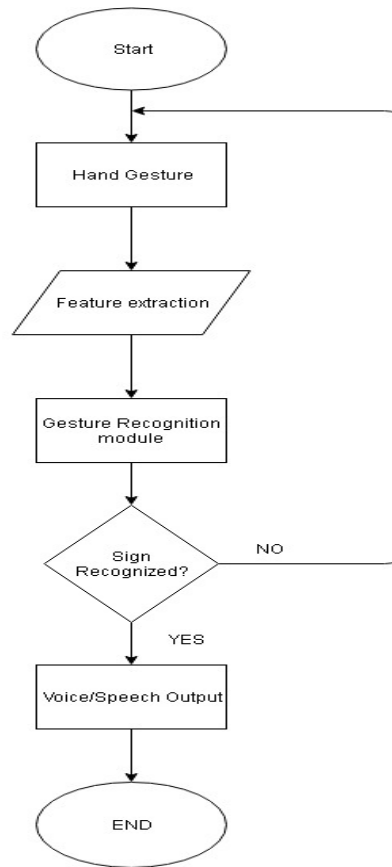 Start
Hand Gesture
Feature extraction
Gesture Recognition
module
Sign
Recognized?
NO
YES
Voice/Speech Output
END